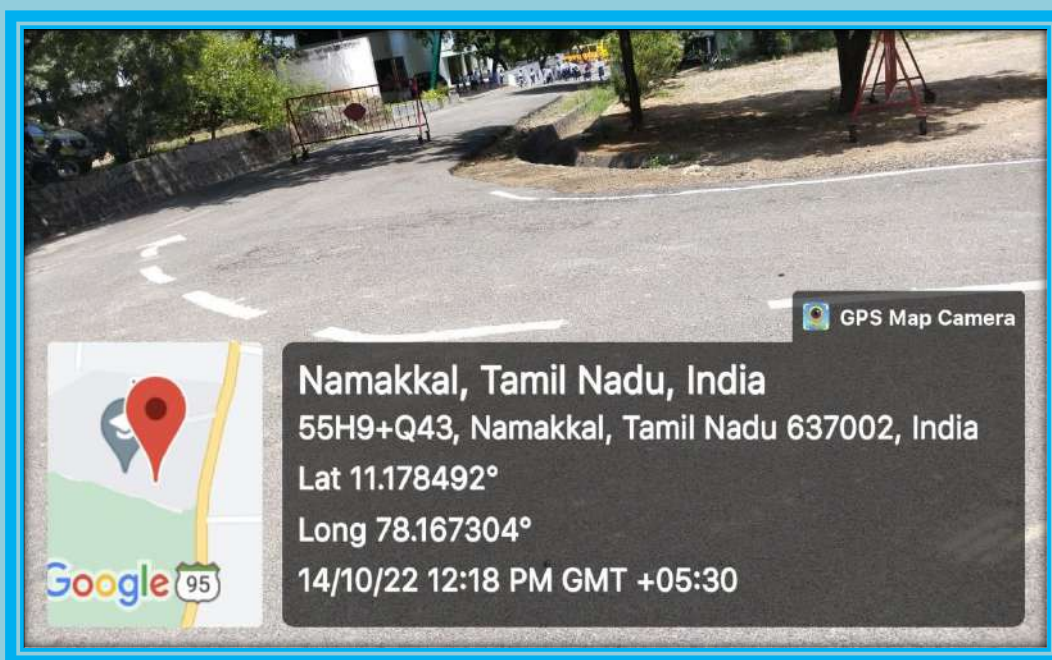 GPS Map Camera
Namakkal, Tamil Nadu, India
55H9+Q43, Namakkal, Tamil Nadu 637002, India
Lat 11.178492°
Long 78.167304°
14/10/22 12:18 PM GMT +05:30
Google 95